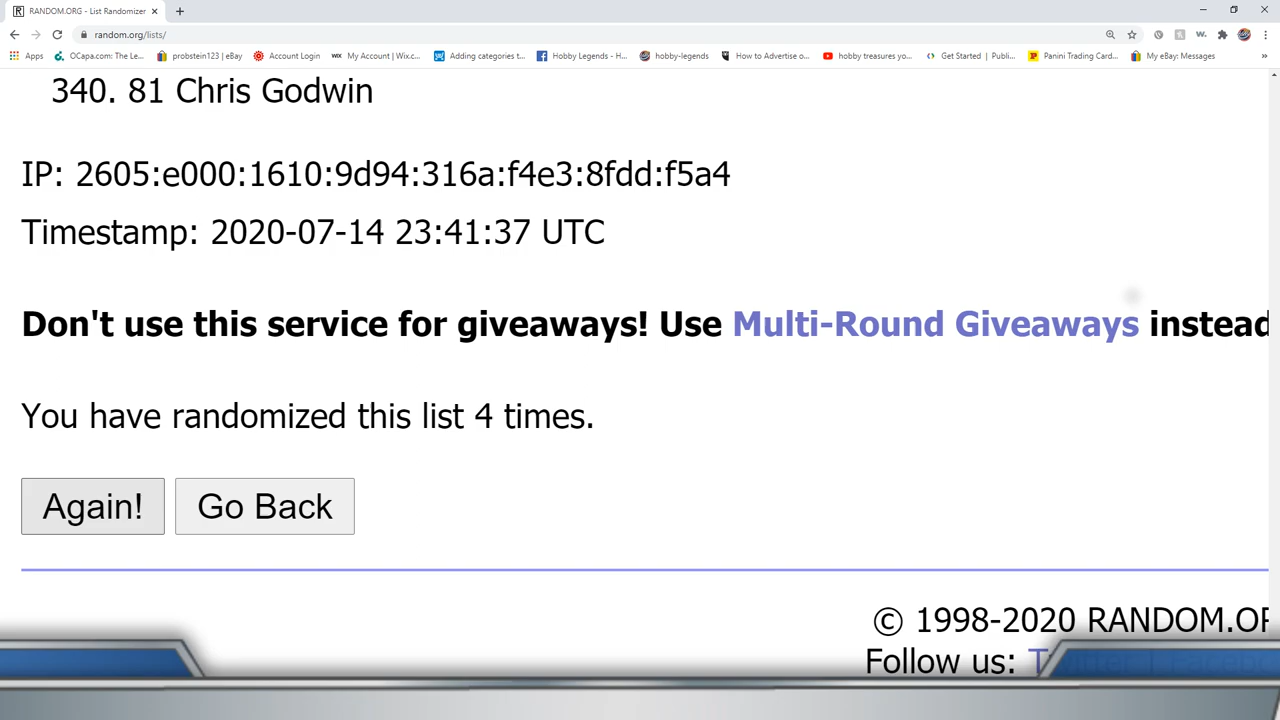 RANDOM.ORG - List Randomizer
random.org/lists/
Apps
OCapa.com: The Le...
probstein123 | eBay
Account Login
WIX My Account | Wix.c...
Adding categories t...
Hobby Legends - H...
hobby-legends
How to Advertise o...
hobby treasures yo...
Get Started | Publi...
Panini Trading Card...
My eBay: Messages
340. 81 Chris Godwin
IP: 2605:e000:1610:9d94:316a:f4e3:8fdd:f5a4
Timestamp: 2020-07-14 23:41:37 UTC
Don't use this service for giveaways! Use Multi-Round Giveaways instead
You have randomized this list 4 times.
Again! Go Back
© 1998-2020 RANDOM.OR
Follow us: Twitter | Facebo